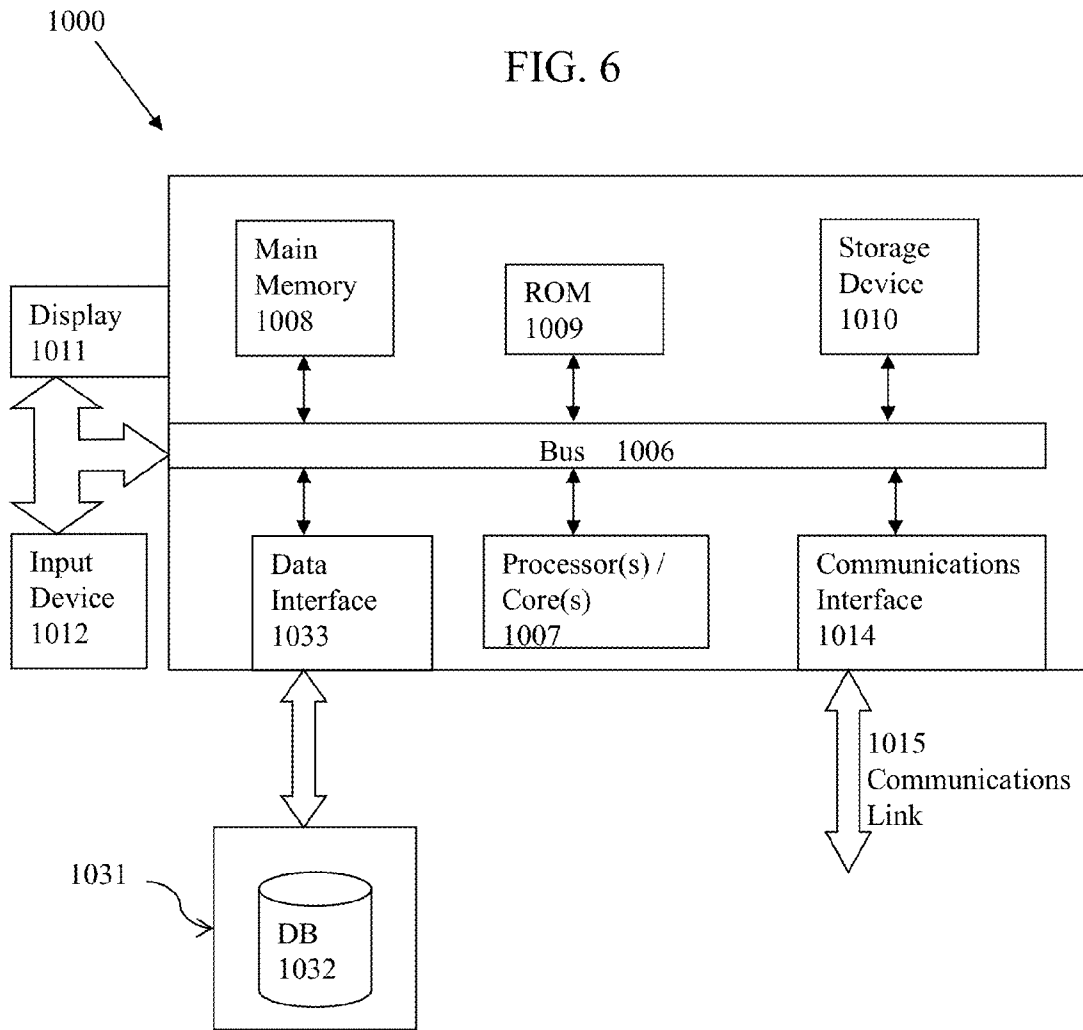 1000
FIG. 6
Main
Memory
1008
ROM
1009
Storage
Device
1010
Display
1011
Bus 1006
Input
Device
1012
Data
Interface
1033
Processor(s) /
Core(s)
1007
Communications
Interface
1014
1015
Communications
Link
1031
DB
1032